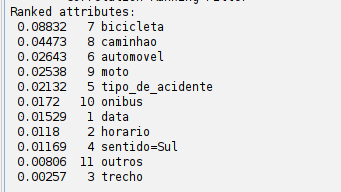 Ranked attributes:
0.08832 7 bicicleta
0.04473 8 caminhao
0.02643 6 automovel
0.02538 9 moto
0.02132 5 tipo_de_acidente
0.0172 10 onibus
0.01529 1 data
0.0118 2 horario
0.01169 4 sentido=Sul
0.00806 11 outros
0.00257 3 trecho